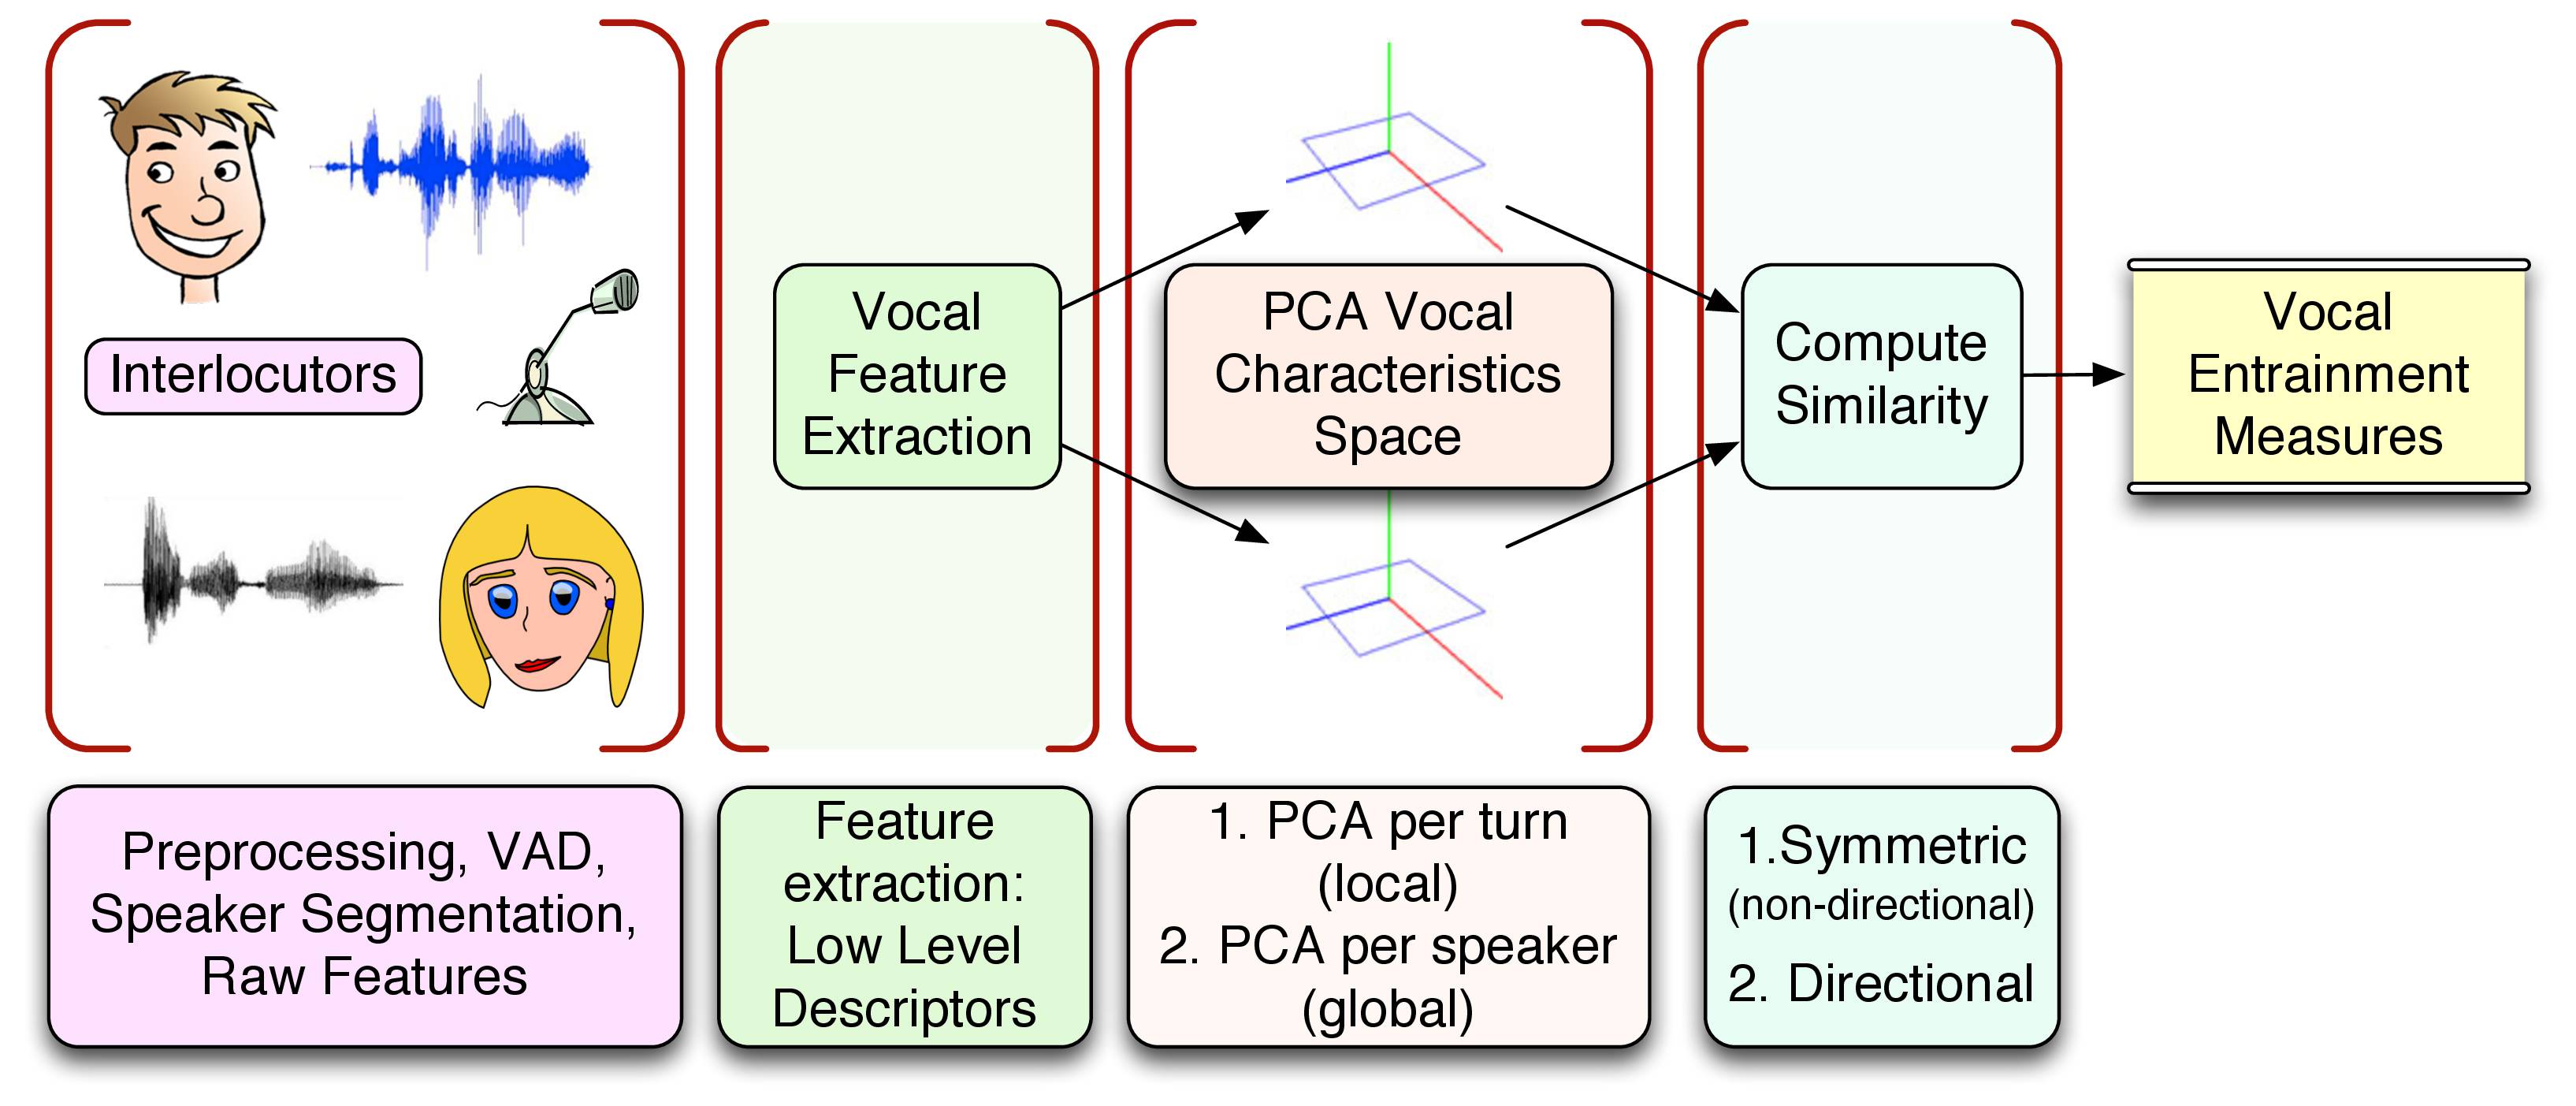 Interlocutors
Vocal
Feature
Extraction
PCA Vocal
Characteristics
Space
Compute
Similarity
Vocal
Entrainment
Measures
Preprocessing, VAD,
Speaker Segmentation,
Raw Features
Feature
extraction:
Low Level
Descriptors
1. PCA per turn
(local)
2. PCA per speaker
(global)
1.Symmetric
(non-directional)
2. Directional